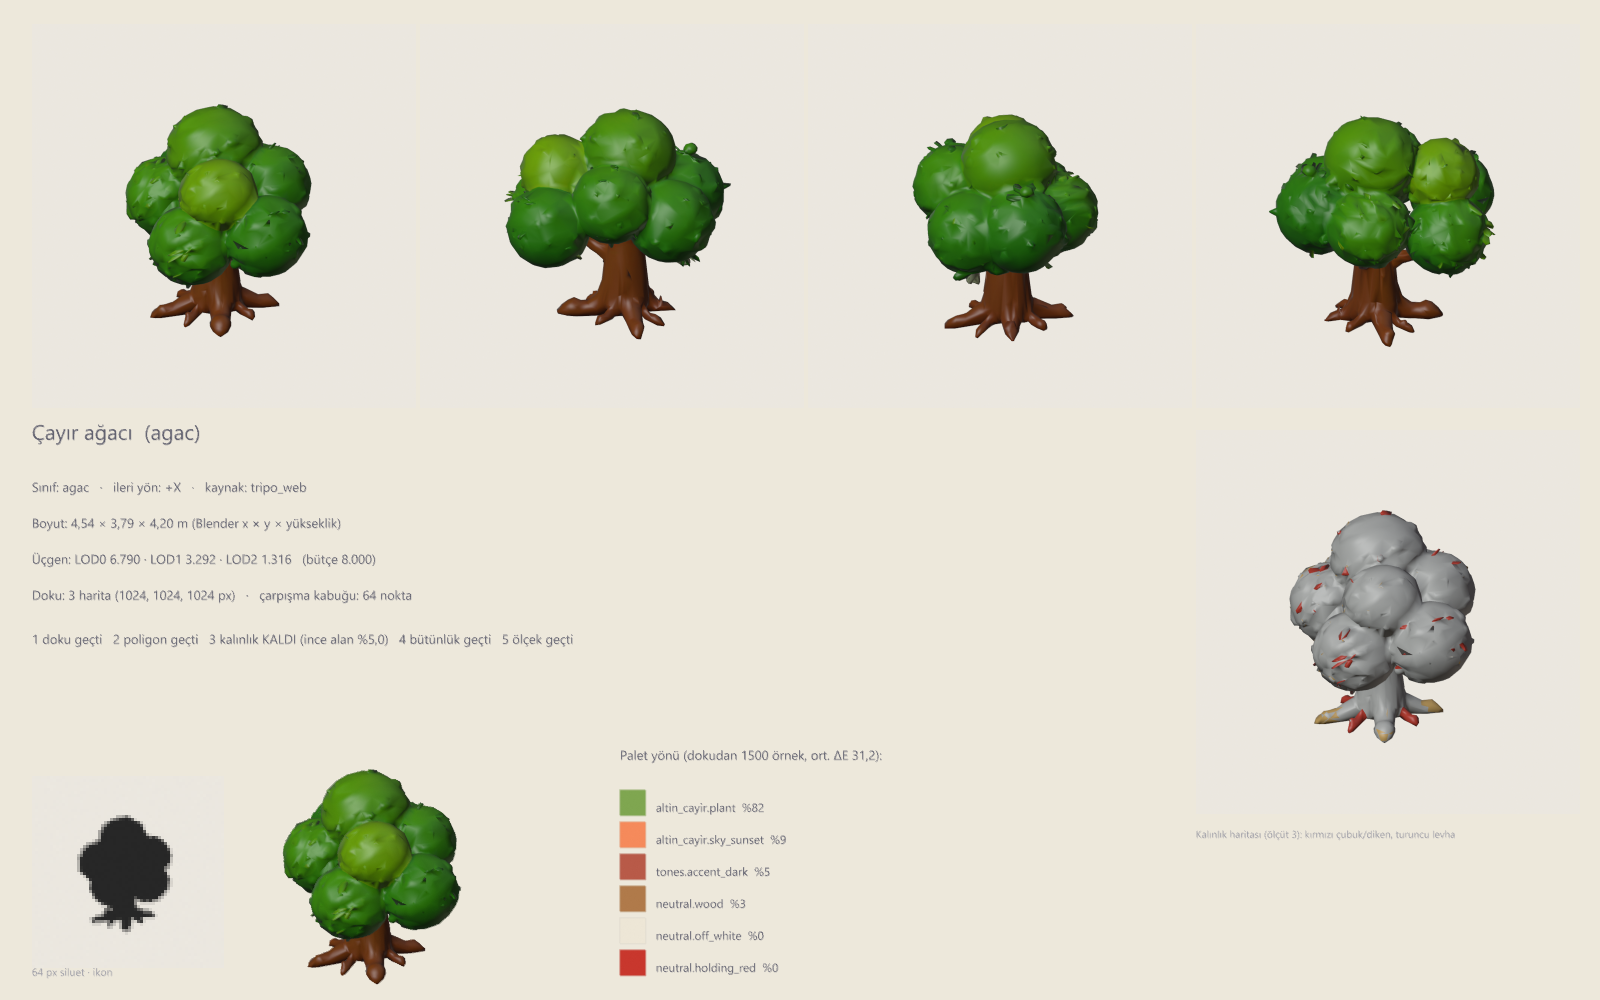 Çayır ağacı (agac)
Sınıf: agac · ileri yön: +X · kaynak: tripo_web
Boyut: 4,54 × 3,79 × 4,20 m (Blender x × y × yükseklik)
Üçgen: LOD0 6.790 · LOD1 3.292 · LOD2 1.316 (bütçe 8.000)
Doku: 3 harita (1024, 1024, 1024 px) · çarpışma kabuğu: 64 nokta
1 doku geçti 2 poligon geçti 3 kalınlık KALDI (ince alan %5,0) 4 bütünlük geçti 5 ölçek geçti
Palet yönü (dokudan 1500 örnek, ort. ΔE 31,2):
altin_cayir.plant %82
altin_cayir.sky_sunset %9
tones.accent_dark %5
neutral.wood %3
neutral.off_white %0
neutral.holding_red %0
Kalınlık haritası (ölçüt 3): kırmızı çubuk/diken, turuncu levha
64 px siluet · ikon